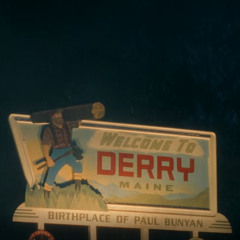 WELCOME TO
DERRY
MAINE
BIRTHPLACE OF PAUL BUNYAN